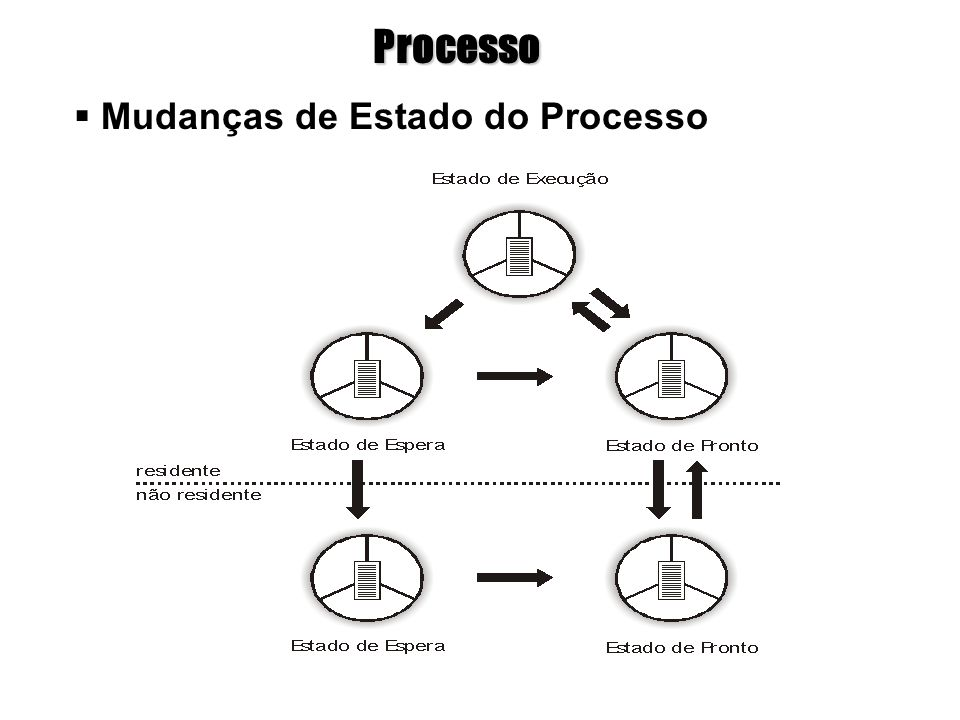 Processo
▪ Mudanças de Estado do Processo
Estado de Execução
Estado de Espera
Estado de Pronto
residente
não residente
Estado de Espera
Estado de Pronto